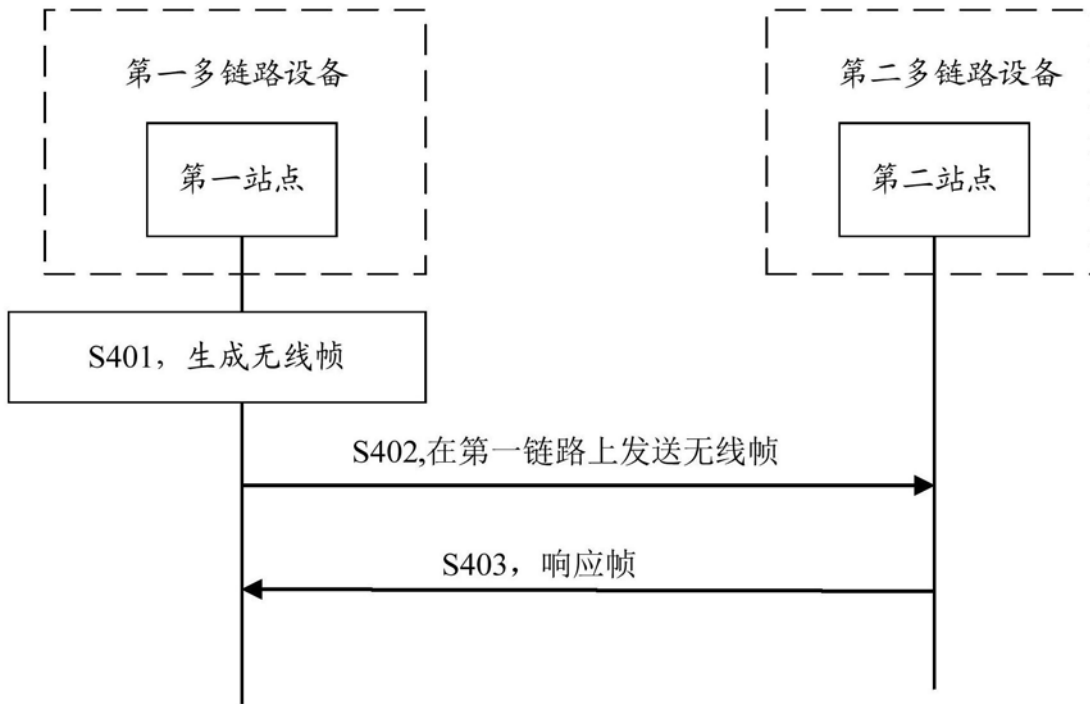 第一多链路设备
第二多链路设备
第一站点
第二站点
S401，生成无线帧
S402,在第一链路上发送无线帧
S403，响应帧